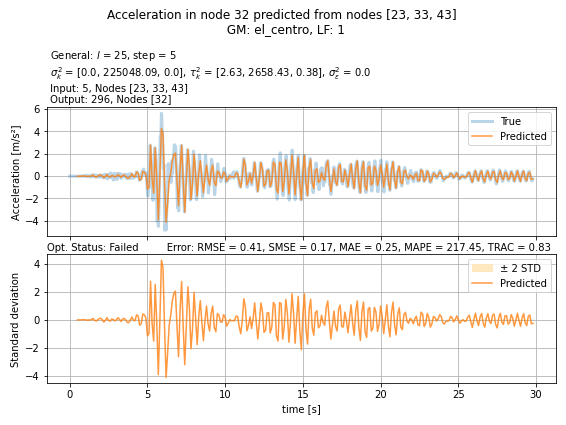 Acceleration in node 32 predicted from nodes [23, 33, 43]
GM: el_centro, LF: 1
General: l = 25, step = 5
σ²ₖ = [0.0, 225048.09, 0.0], τ²ₖ = [2.63, 2658.43, 0.38], σ²ε = 0.0
Input: 5, Nodes [23, 33, 43]
Output: 296, Nodes [32]
6
4
2
0
−2
−4
Acceleration [m/s²]
True
Predicted
Opt. Status: Failed
Error: RMSE = 0.41, SMSE = 0.17, MAE = 0.25, MAPE = 217.45, TRAC = 0.83
4
2
0
−2
−4
Standard deviation
± 2 STD
Predicted
0 5 10 15 20 25 30
time [s]